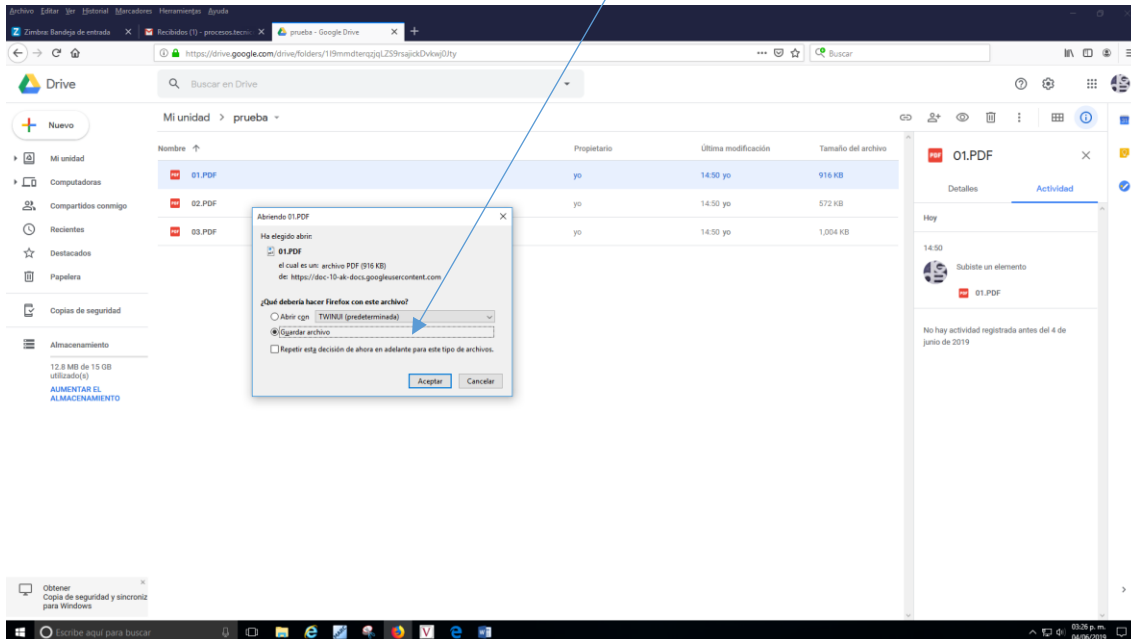 Archivo Editar Ver Historial Marcadores Herramientas Ayuda
Zimbra: Bandeja de entrada
Recibidos (1) - procesos.tecnic
prueba - Google Drive
https://drive.google.com/drive/folders/
Buscar
Drive
Buscar en Drive
Nuevo
Mi unidad > prueba
Nombre
Propietario
Última modificación
Tamaño del archivo
01.PDF
yo
14:50 yo
916 KB
02.PDF
yo
14:50 yo
572 KB
03.PDF
yo
14:50 yo
1,004 KB
Mi unidad
Computadoras
Compartidos conmigo
Recientes
Destacados
Papelera
Copias de seguridad
Almacenamiento
12.8 MB de 15 GB
utilizado(s)
AUMENTAR EL
ALMACENAMIENTO
Abriendo 01.PDF
Ha elegido abrir:
01.PDF
el cual es un: archivo PDF (916 KB)
de: https://doc-10-ak-docs.googleusercontent.com
¿Qué debería hacer Firefox con este archivo?
Abrir con TWINUI (predeterminada)
Guardar archivo
Repetir esta decisión de ahora en adelante para este tipo de archivos.
Aceptar Cancelar
01.PDF
Detalles
Actividad
Hoy
14:50
Subiste un elemento
01.PDF
No hay actividad registrada antes del 4 de
junio de 2019
Obtener
Copia de seguridad y sincroniz
para Windows
Escribe aquí para buscar
03:26 p. m.
04/06/2019